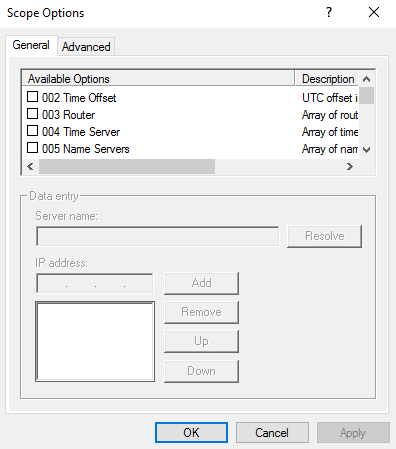 Scope Options
? ×
General Advanced
Available Options Description
002 Time Offset UTC offset i
003 Router Array of rout
004 Time Server Array of time
005 Name Servers Array of nam
Data entry
Server name:
Resolve
IP address:
. . . Add
Remove
Up
Down
OK Cancel Apply